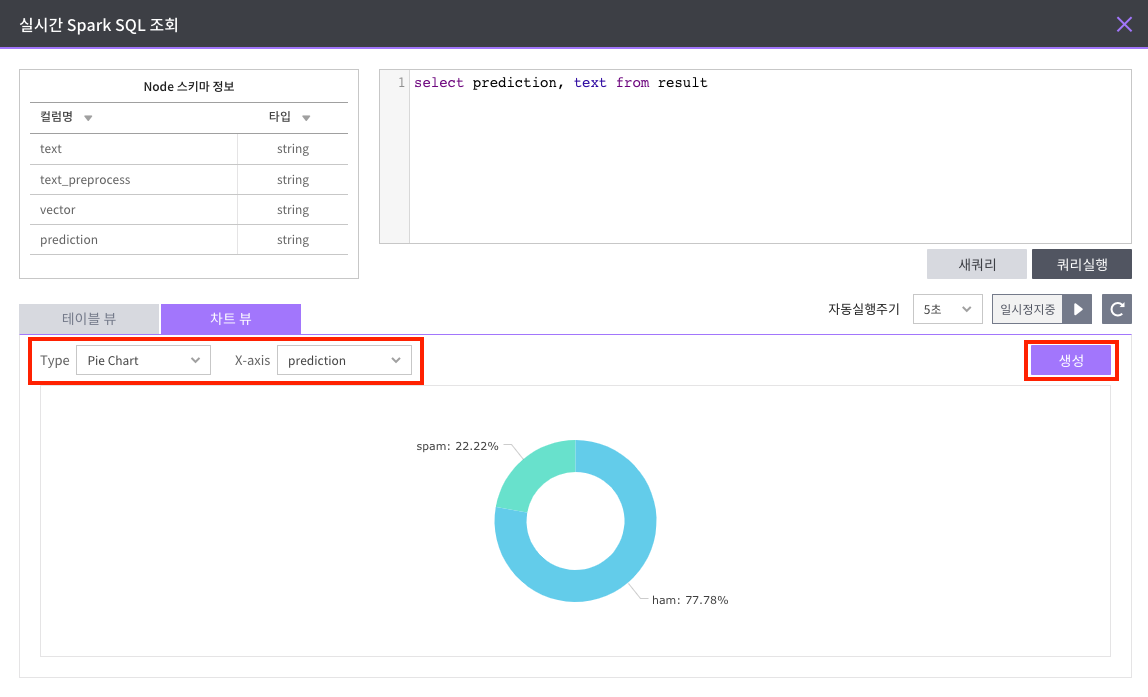 실시간 Spark SQL 조회
Node 스키마 정보
컬럼명 타입
text string
text_preprocess string
vector string
prediction string
1 select prediction, text from result
새쿼리 쿼리실행
자동실행주기 5초 일시정지중
테이블 뷰 차트 뷰
Type Pie Chart X-axis prediction 생성
spam: 22.22%
ham: 77.78%